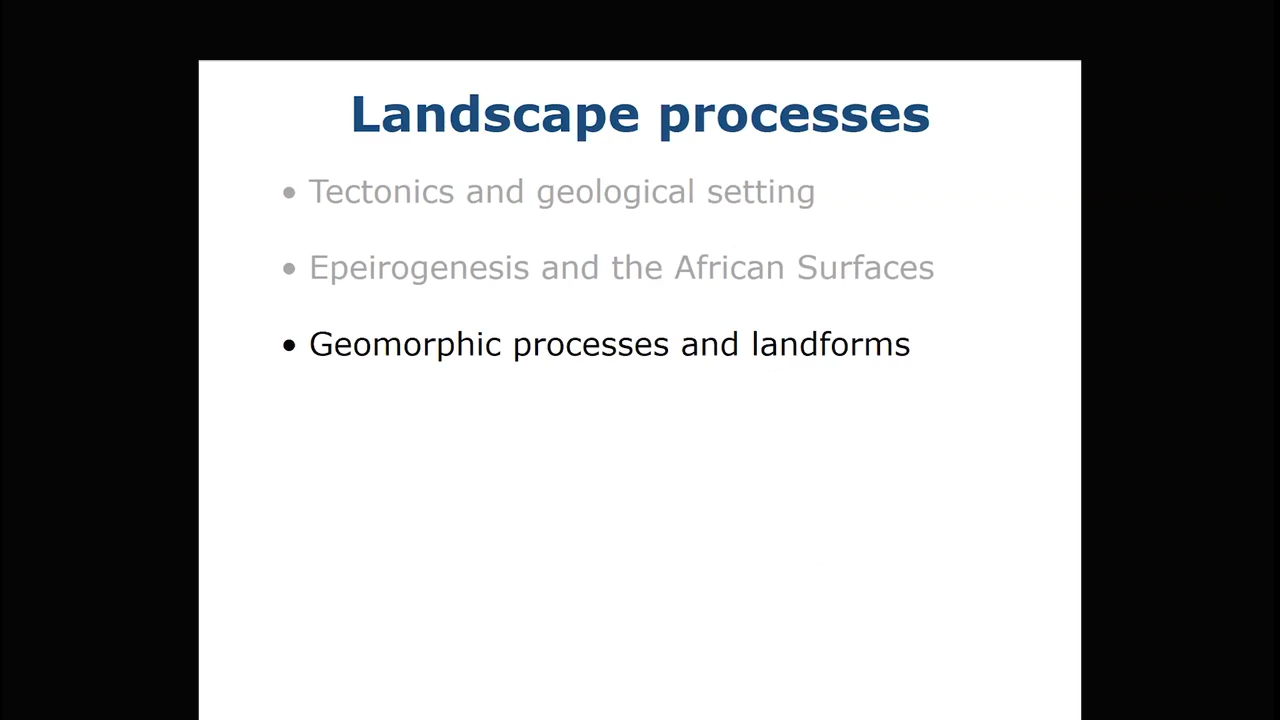 Landscape processes
• Tectonics and geological setting
• Epeirogenesis and the African Surfaces
• Geomorphic processes and landforms